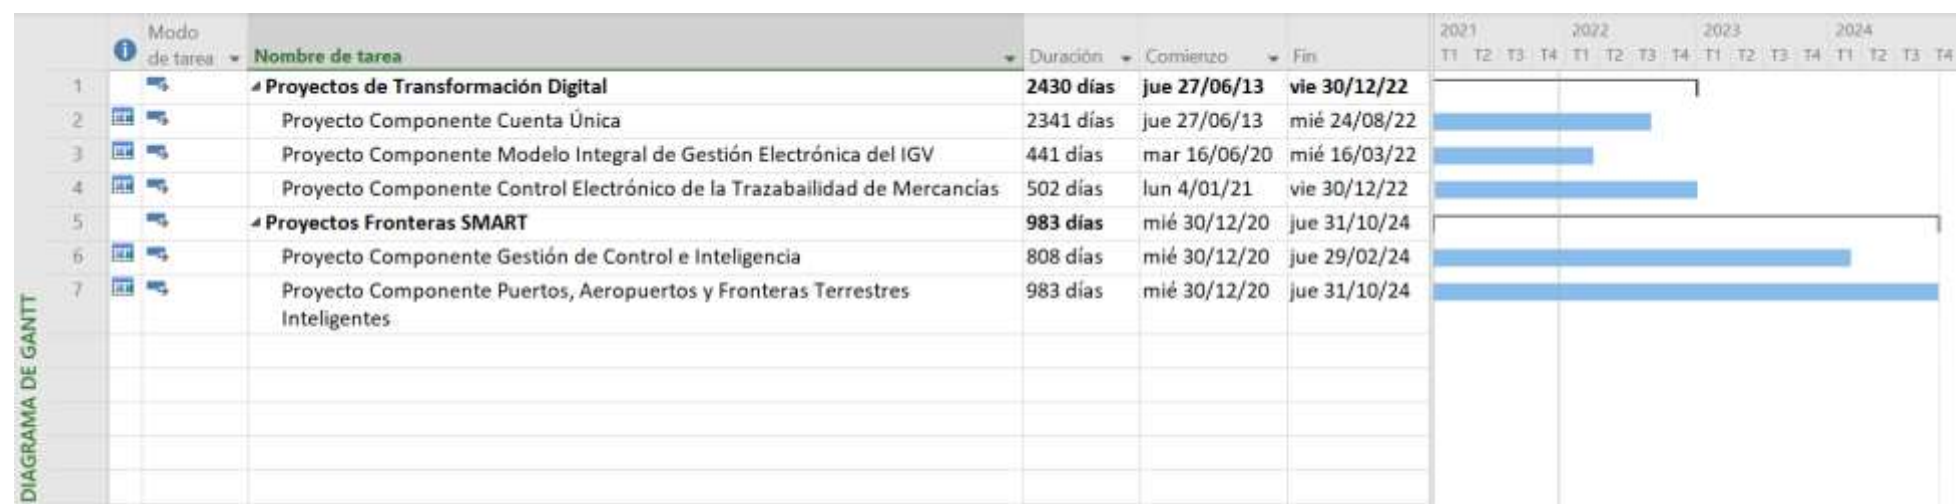 Modo de tarea Nombre de tarea Duración Comienzo Fin
2021 2022 2023 2024
T1 T2 T3 T4 T1 T2 T3 T4 T1 T2 T3 T4 T1 T2 T3 T4
1 Proyectos de Transformación Digital 2430 días jue 27/06/13 vie 30/12/22
2 Proyecto Componente Cuenta Única 2341 días jue 27/06/13 mié 24/08/22
3 Proyecto Componente Modelo Integral de Gestión Electrónica del IGV 441 días mar 16/06/20 mié 16/03/22
4 Proyecto Componente Control Electrónico de la Trazabailidad de Mercancías 502 días lun 4/01/21 vie 30/12/22
5 Proyectos Fronteras SMART 983 días mié 30/12/20 jue 31/10/24
6 Proyecto Componente Gestión de Control e Inteligencia 808 días mié 30/12/20 jue 29/02/24
7 Proyecto Componente Puertos, Aeropuertos y Fronteras Terrestres 983 días mié 30/12/20 jue 31/10/24
Inteligentes
DIAGRAMA DE GANTT